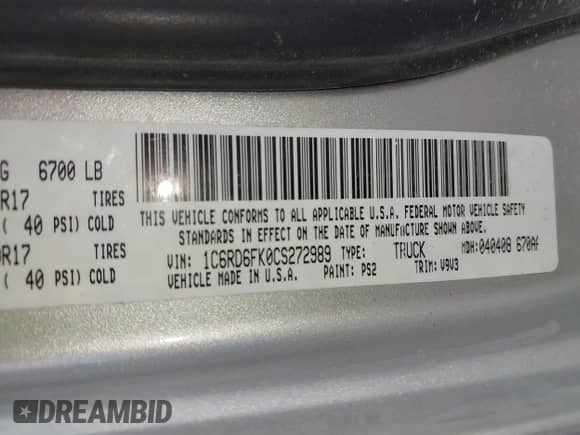 G 6700 LB
R17 TIRES
( 40 PSI) COLD
R17 TIRES
( 40 PSI) COLD
THIS VEHICLE CONFORMS TO ALL APPLICABLE U.S.A. FEDERAL MOTOR VEHICLE SAFETY
STANDARDS IN EFFECT ON THE DATE OF MANUFACTURE SHOWN ABOVE.
VIN: 1C6RD6FK0CS272989 TYPE: TRUCK MDH: 040408 670AF
VEHICLE MADE IN U.S.A. PAINT: PS2 TRIM: V9V3
DREAMBID